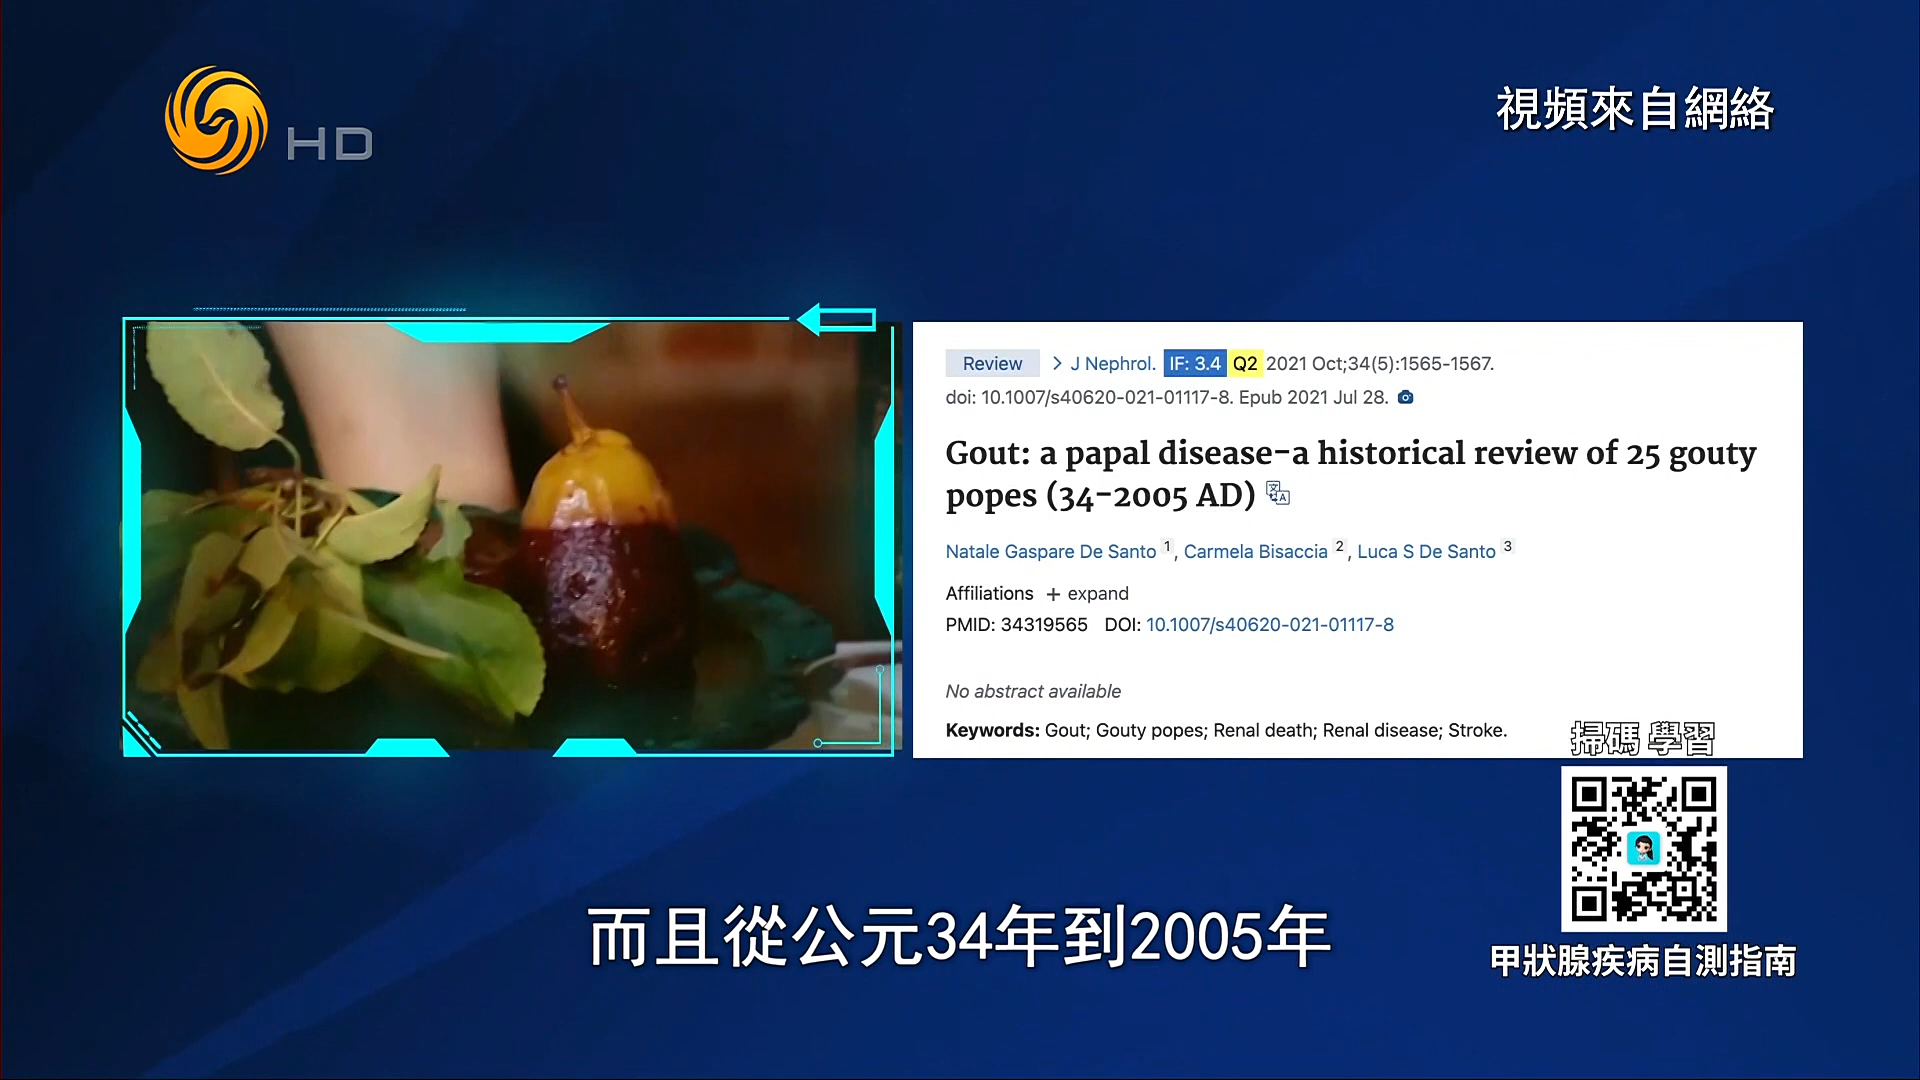 HD
視頻來自網絡
Review > J Nephrol. IF: 3.4 Q2 2021 Oct;34(5):1565-1567.
doi: 10.1007/s40620-021-01117-8. Epub 2021 Jul 28.
Gout: a papal disease-a historical review of 25 gouty
popes (34-2005 AD)
Natale Gaspare De Santo 1, Carmela Bisaccia 2, Luca S De Santo 3
Affiliations + expand
PMID: 34319565 DOI: 10.1007/s40620-021-01117-8
No abstract available
Keywords: Gout; Gouty popes; Renal death; Renal disease; Stroke.
掃碼 學習
而且從公元34年到2005年
甲狀腺疾病自測指南